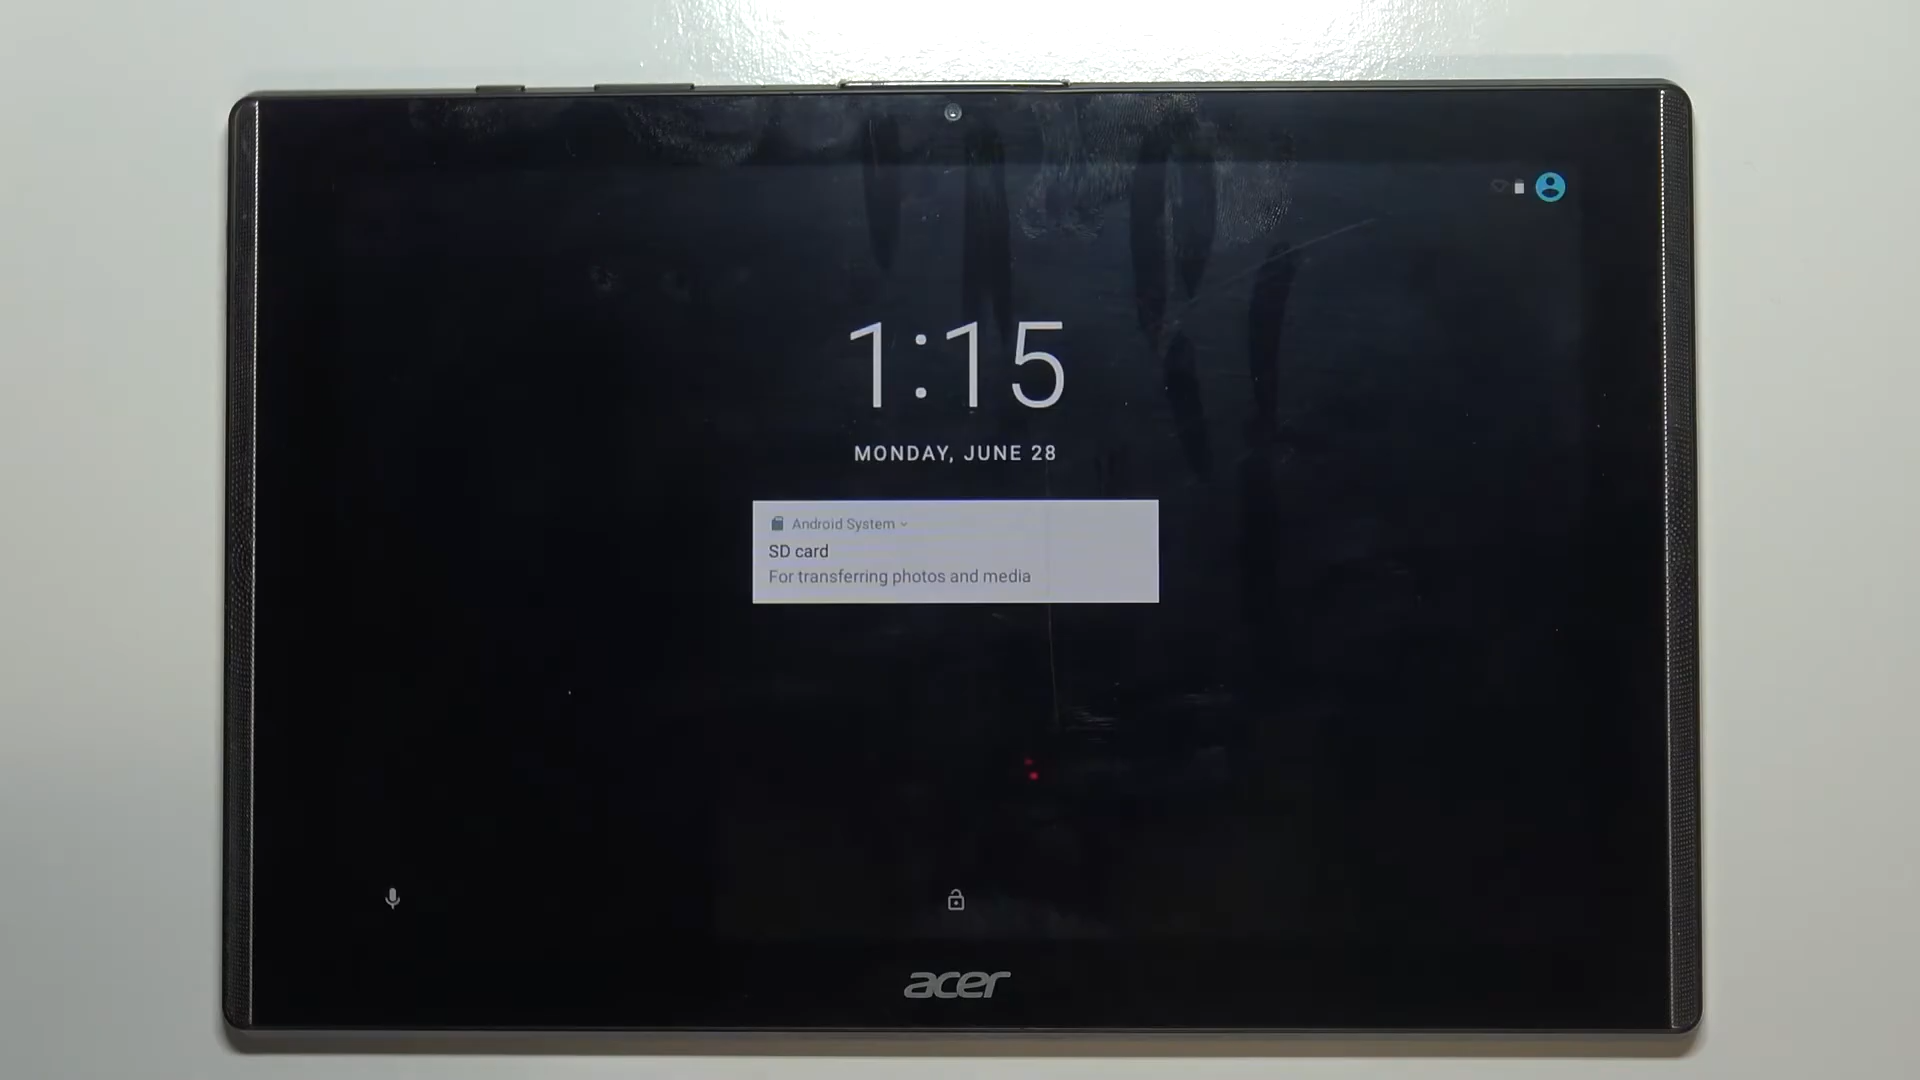 1:15
MONDAY, JUNE 28
Android System
SD card
For transferring photos and media
acer